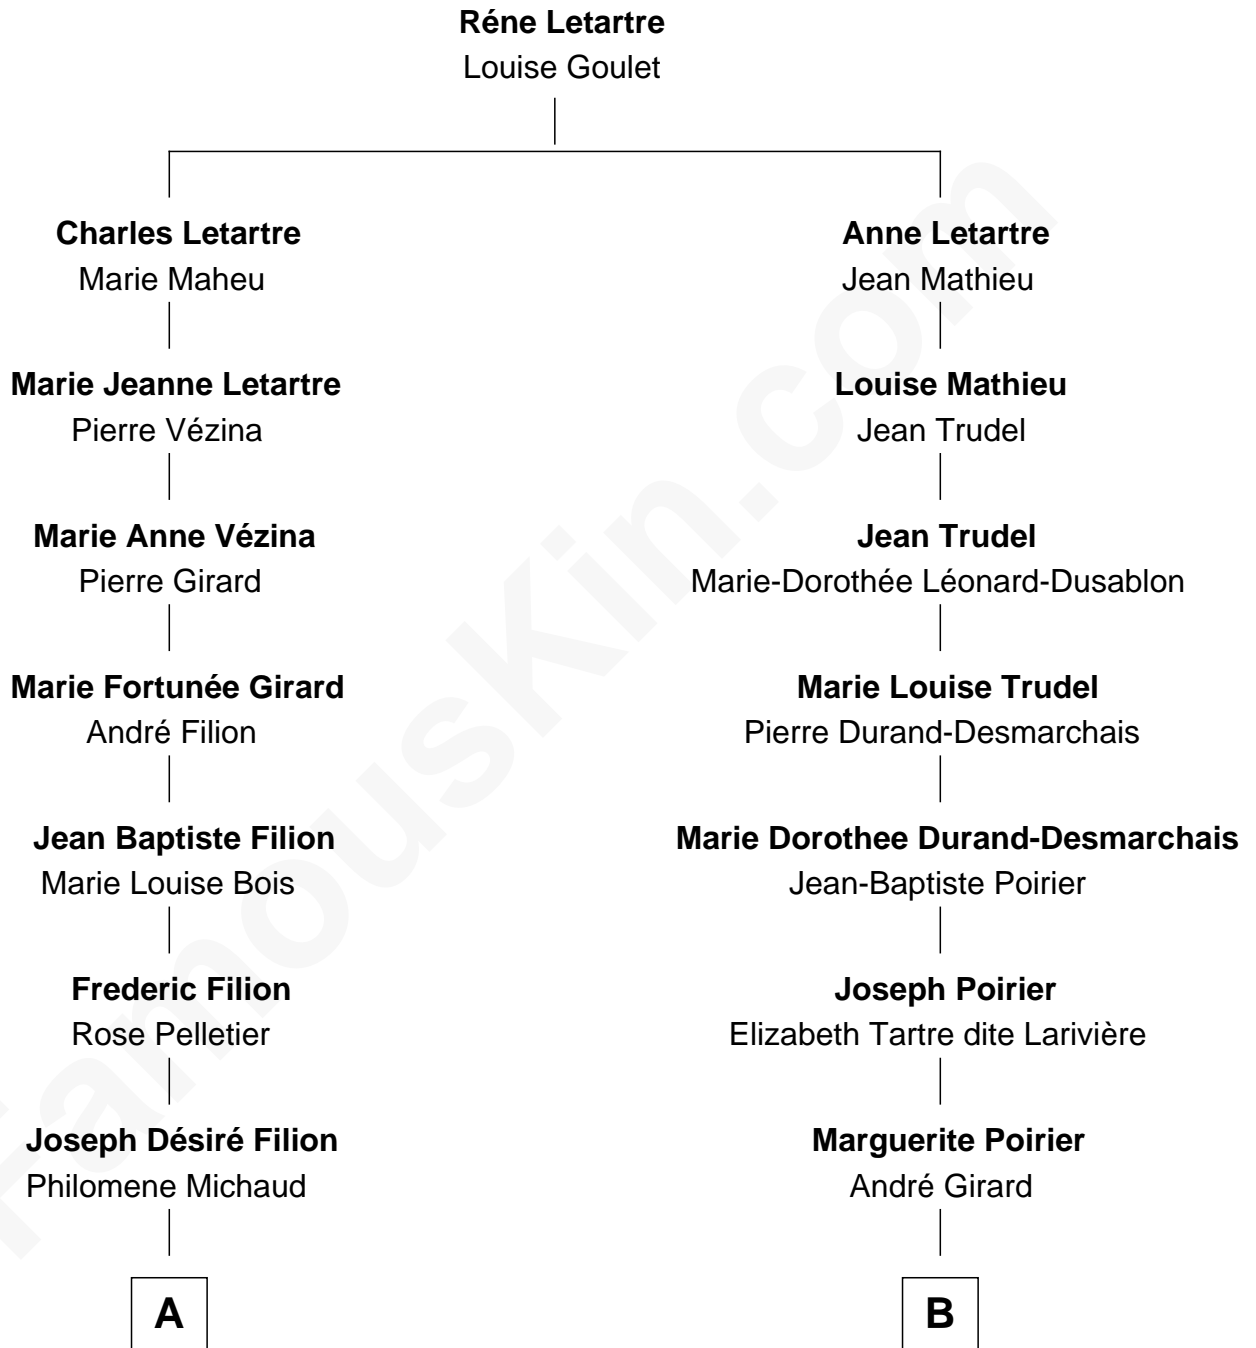 Réne Letartre
Louise Goulet
Charles Letartre
Marie Maheu
Anne Letartre
Jean Mathieu
Marie Jeanne Letartre
Pierre Vézina
Louise Mathieu
Jean Trudel
Marie Anne Vézina
Pierre Girard
Jean Trudel
Marie-Dorothée Léonard-Dusablon
Marie Fortunée Girard
André Filion
Marie Louise Trudel
Pierre Durand-Desmarchais
Jean Baptiste Filion
Marie Louise Bois
Marie Dorothee Durand-Desmarchais
Jean-Baptiste Poirier
Frederic Filion
Rose Pelletier
Joseph Poirier
Elizabeth Tartre dite Larivière
Joseph Désiré Filion
Philomene Michaud
Marguerite Poirier
André Girard
A
B
FamousKin.com